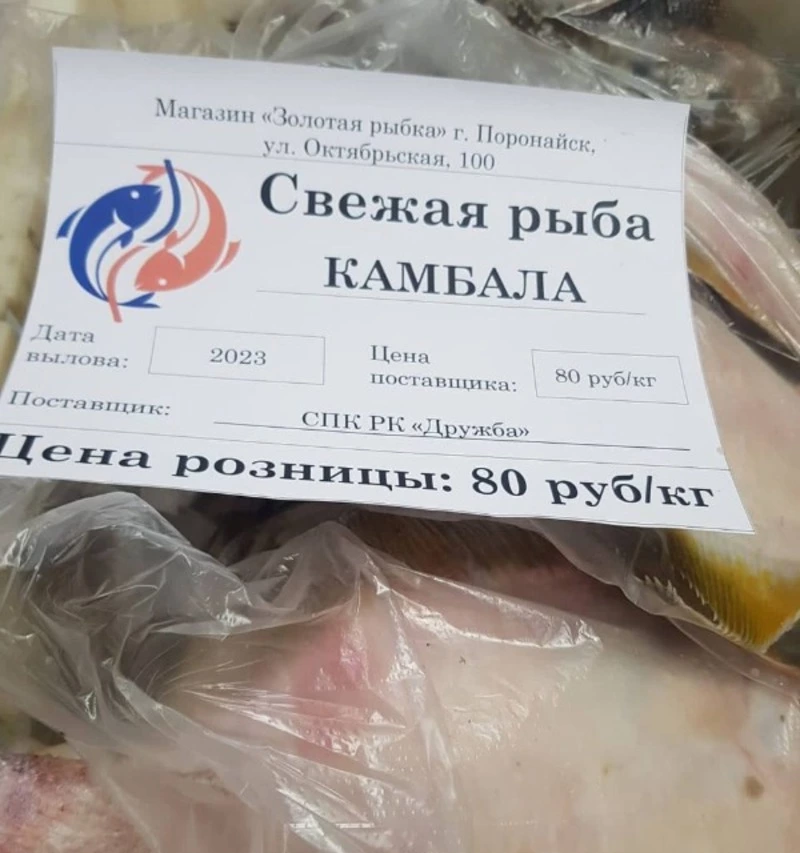 Магазин «Золотая рыбка» г. Поронайск,
ул. Октябрьская, 100
Свежая рыба
КАМБАЛА
Дата
вылова:
2023
Цена
поставщика:
80 руб/кг
Поставщик:
СПК РК «Дружба»
Цена розницы: 80 руб/кг